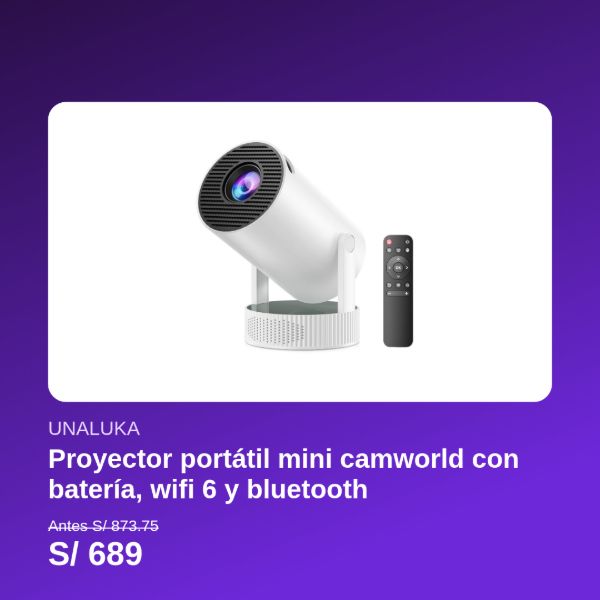 UNALUKA
Proyector portátil mini camworld con
batería, wifi 6 y bluetooth
Antes S/ 873.75
S/ 689